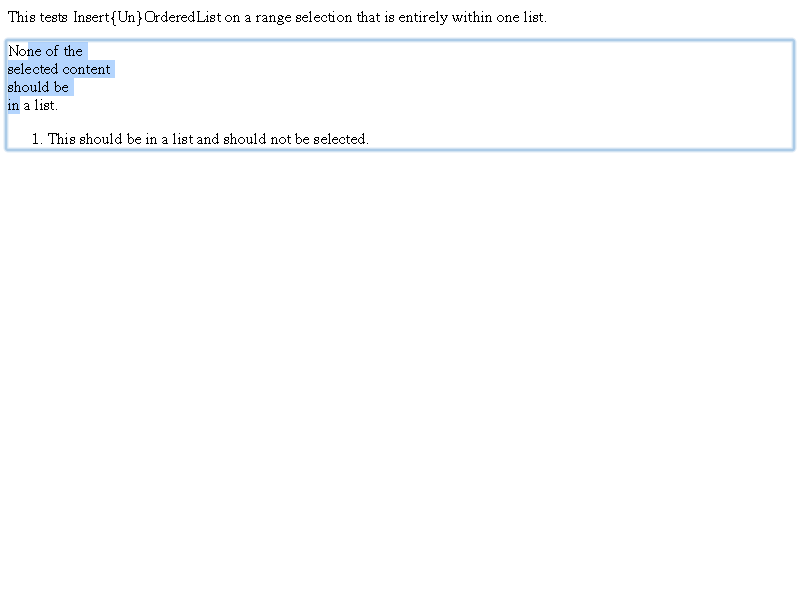 This tests Insert{Un}OrderedList on a range selection that is entirely within one list.
None of the
selected content
should be
in a list.
1. This should be in a list and should not be selected.